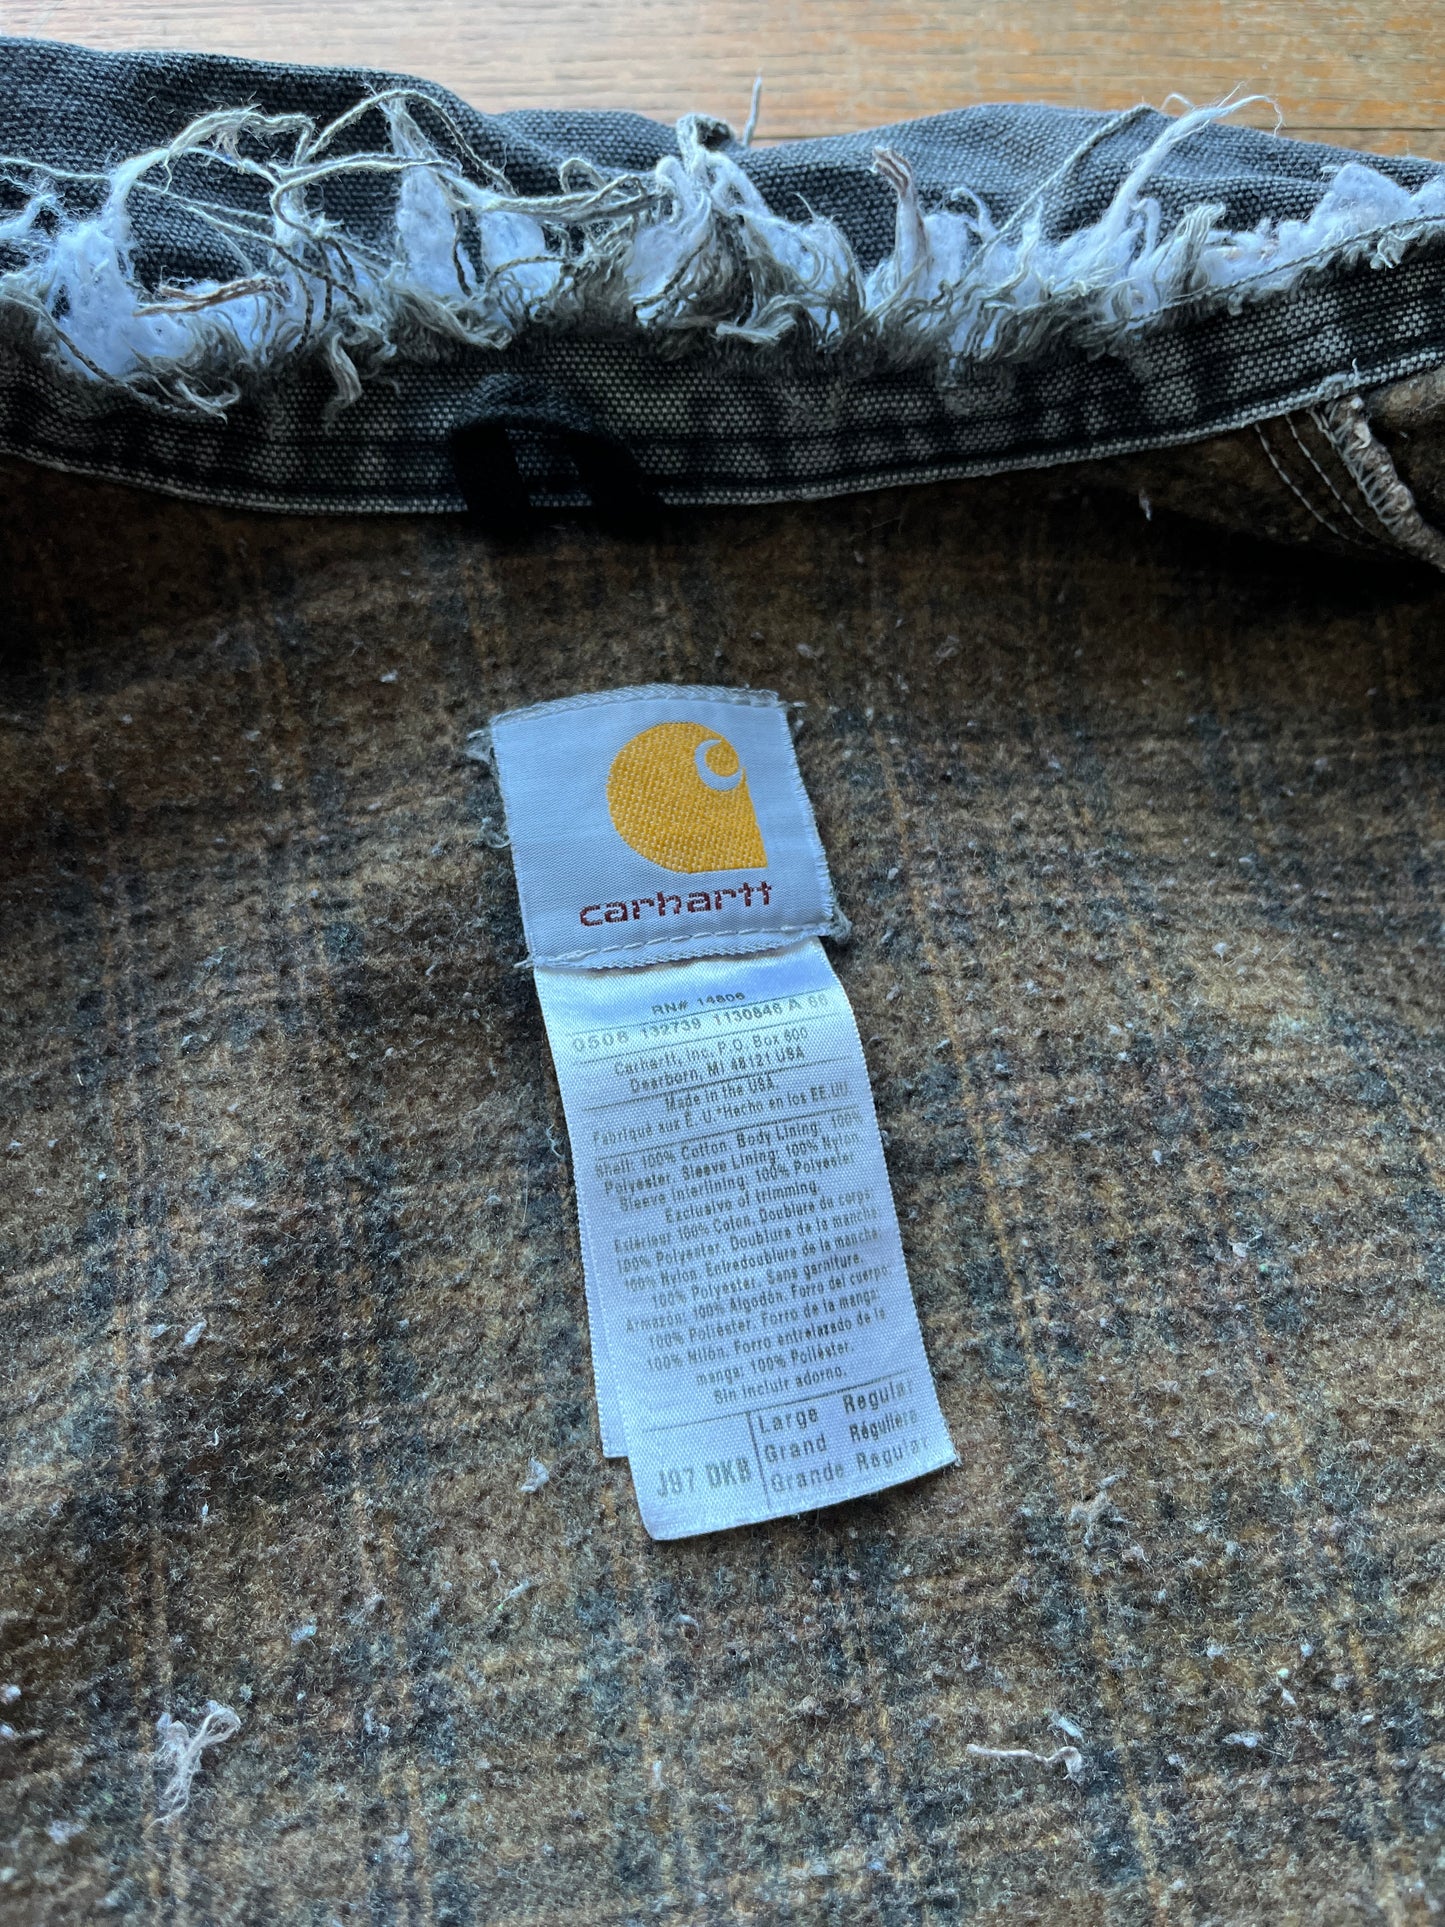 carhartt
RN# 14806
0508 132739 1130846 A 66
Carhartt, Inc. P.O. Box 600
Dearborn, MI 48121 USA
Made in the USA
Fabriqué aux É. U. *Hecho en los EE.UU.
Shell: 100% Cotton. Body Lining: 100%
Polyester. Sleeve Lining: 100% Nylon.
Sleeve Interlining: 100% Polyester.
Exclusive of trimming.
Extérieur 100% Coton. Doublure du corps:
100% Polyester. Doublure de la manche:
100% Nylon. Entredoublure de la manche:
100% Polyester. Sans garniture.
Armazon: 100% Algodón. Forro del cuerpo:
100% Poliéster. Forro de la manga:
100% Nilón. Forro entrelazado de la
manga: 100% Poliéster.
Sin incluir adorno.
J97 DKB
Large Regular
Grand Régulière
Grande Regular